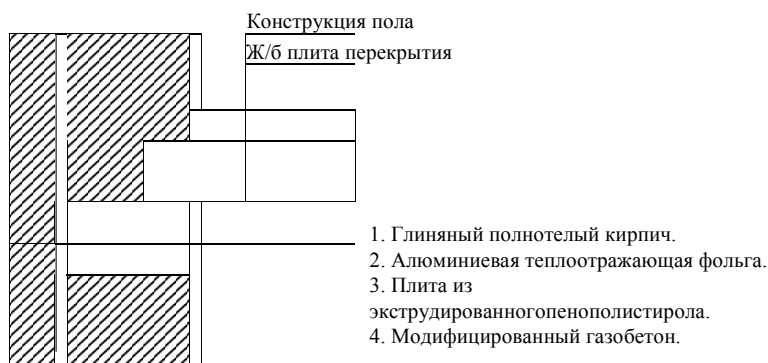 Конструкция пола
Ж/б плита перекрытия
1. Глиняный полнотелый кирпич.
2. Алюминиевая теплоотражающая фольга.
3. Плита из
экструдированногопенополистирола.
4. Модифицированный газобетон.